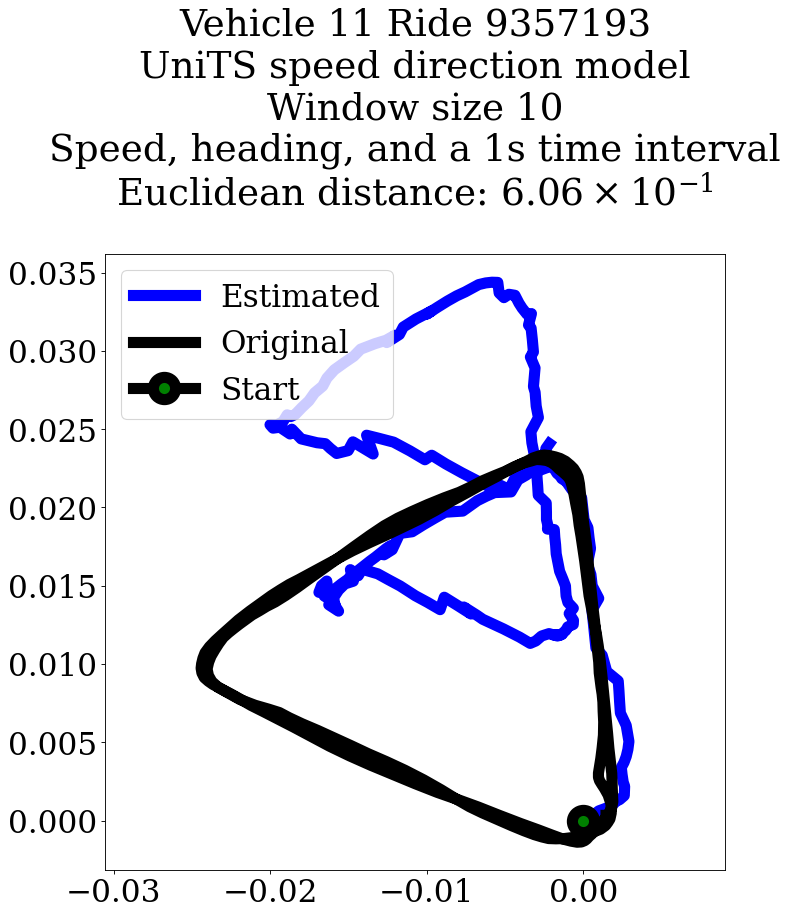 Vehicle 11 Ride 9357193
UniTS speed direction model
Window size 10
Speed, heading, and a 1s time interval
Euclidean distance: 6.06 × 10⁻¹
Estimated
Original
Start
0.035
0.030
0.025
0.020
0.015
0.010
0.005
0.000
−0.03 −0.02 −0.01 0.00